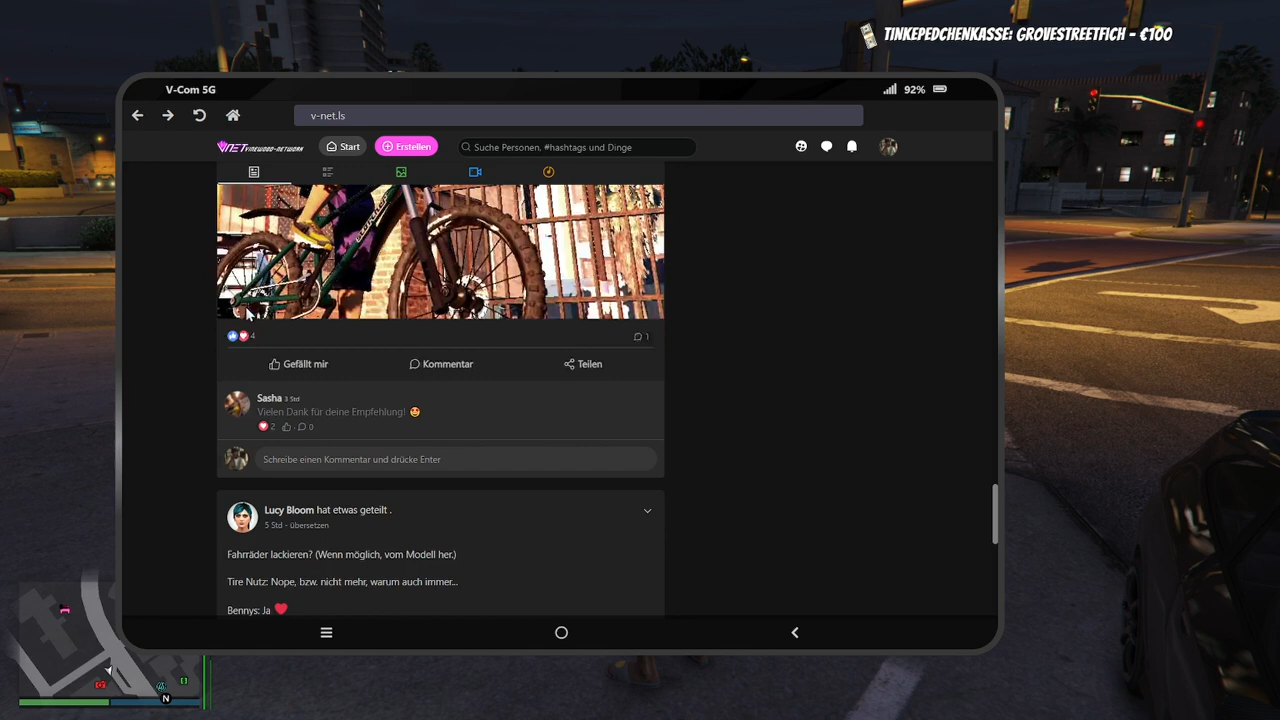 TINKEPEDCHENKASSE: GROVESTREETFICH - €100
V-Com 5G
92%
v-net.ls
VNET VINEWOOD-NETWORK
Start
Erstellen
Suche Personen, #hashtags und Dinge
4
1
Gefällt mir
Kommentar
Teilen
Sasha 3 Std
Vielen Dank für deine Empfehlung! 😍
2 · 0
Schreibe einen Kommentar und drücke Enter
Lucy Bloom hat etwas geteilt .
5 Std - übersetzen
Fahrräder lackieren? (Wenn möglich, vom Modell her.)
Tire Nutz: Nope, bzw. nicht mehr, warum auch immer...
Bennys: Ja ❤️
N